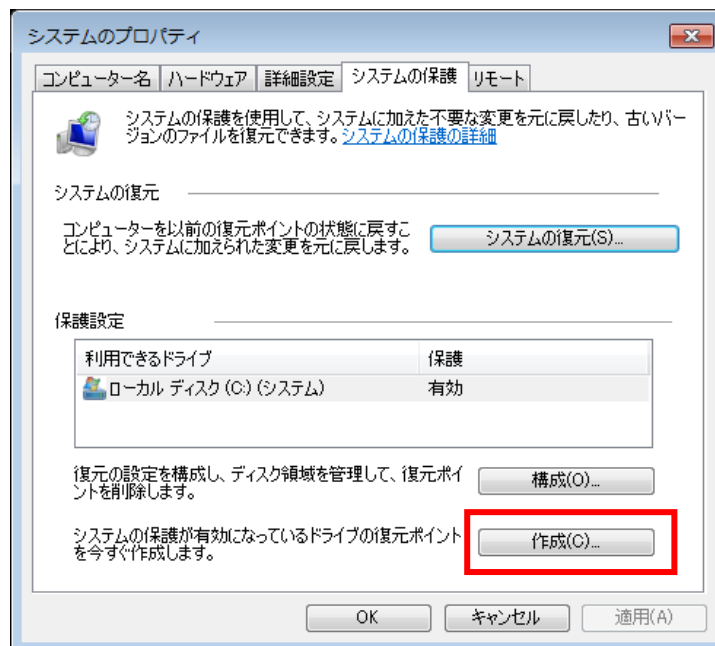 システムのプロパティ
コンピューター名 ハードウェア 詳細設定 システムの保護 リモート
システムの保護を使用して、システムに加えた不要な変更を元に戻したり、古いバー
ジョンのファイルを復元できます。システムの保護の詳細
システムの復元
コンピューターを以前の復元ポイントの状態に戻すこ
とにより、システムに加えられた変更を元に戻します。
システムの復元(S)...
保護設定
利用できるドライブ 保護
ローカル ディスク (C:) (システム) 有効
復元の設定を構成し、ディスク領域を管理して、復元ポイ
ントを削除します。
構成(O)...
システムの保護が有効になっているドライブの復元ポイント
を今すぐ作成します。
作成(C)...
OK キャンセル 適用(A)